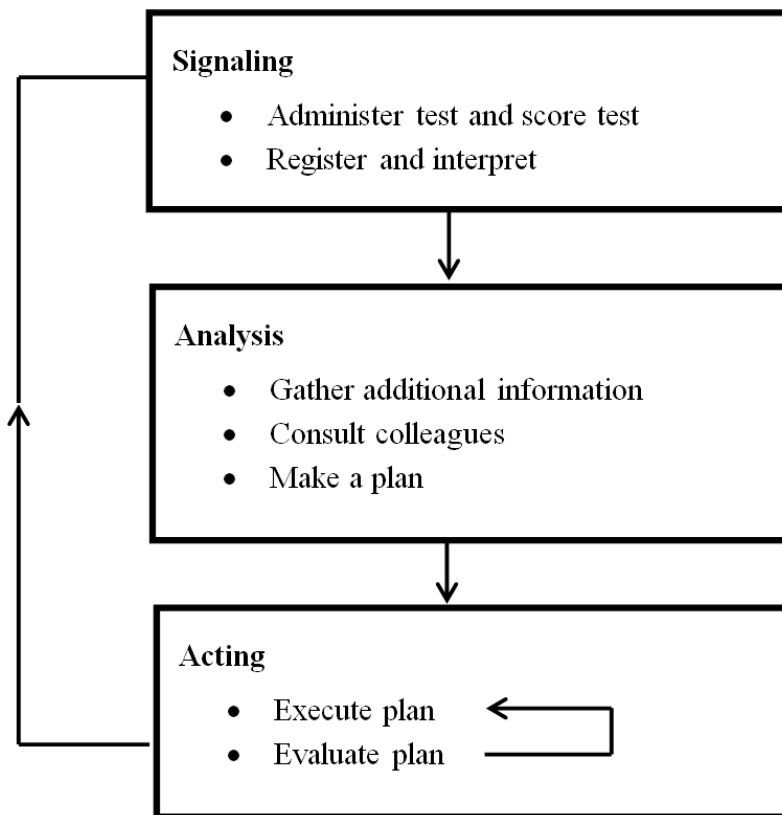 Signaling
• Administer test and score test
• Register and interpret
Analysis
• Gather additional information
• Consult colleagues
• Make a plan
Acting
• Execute plan
• Evaluate plan